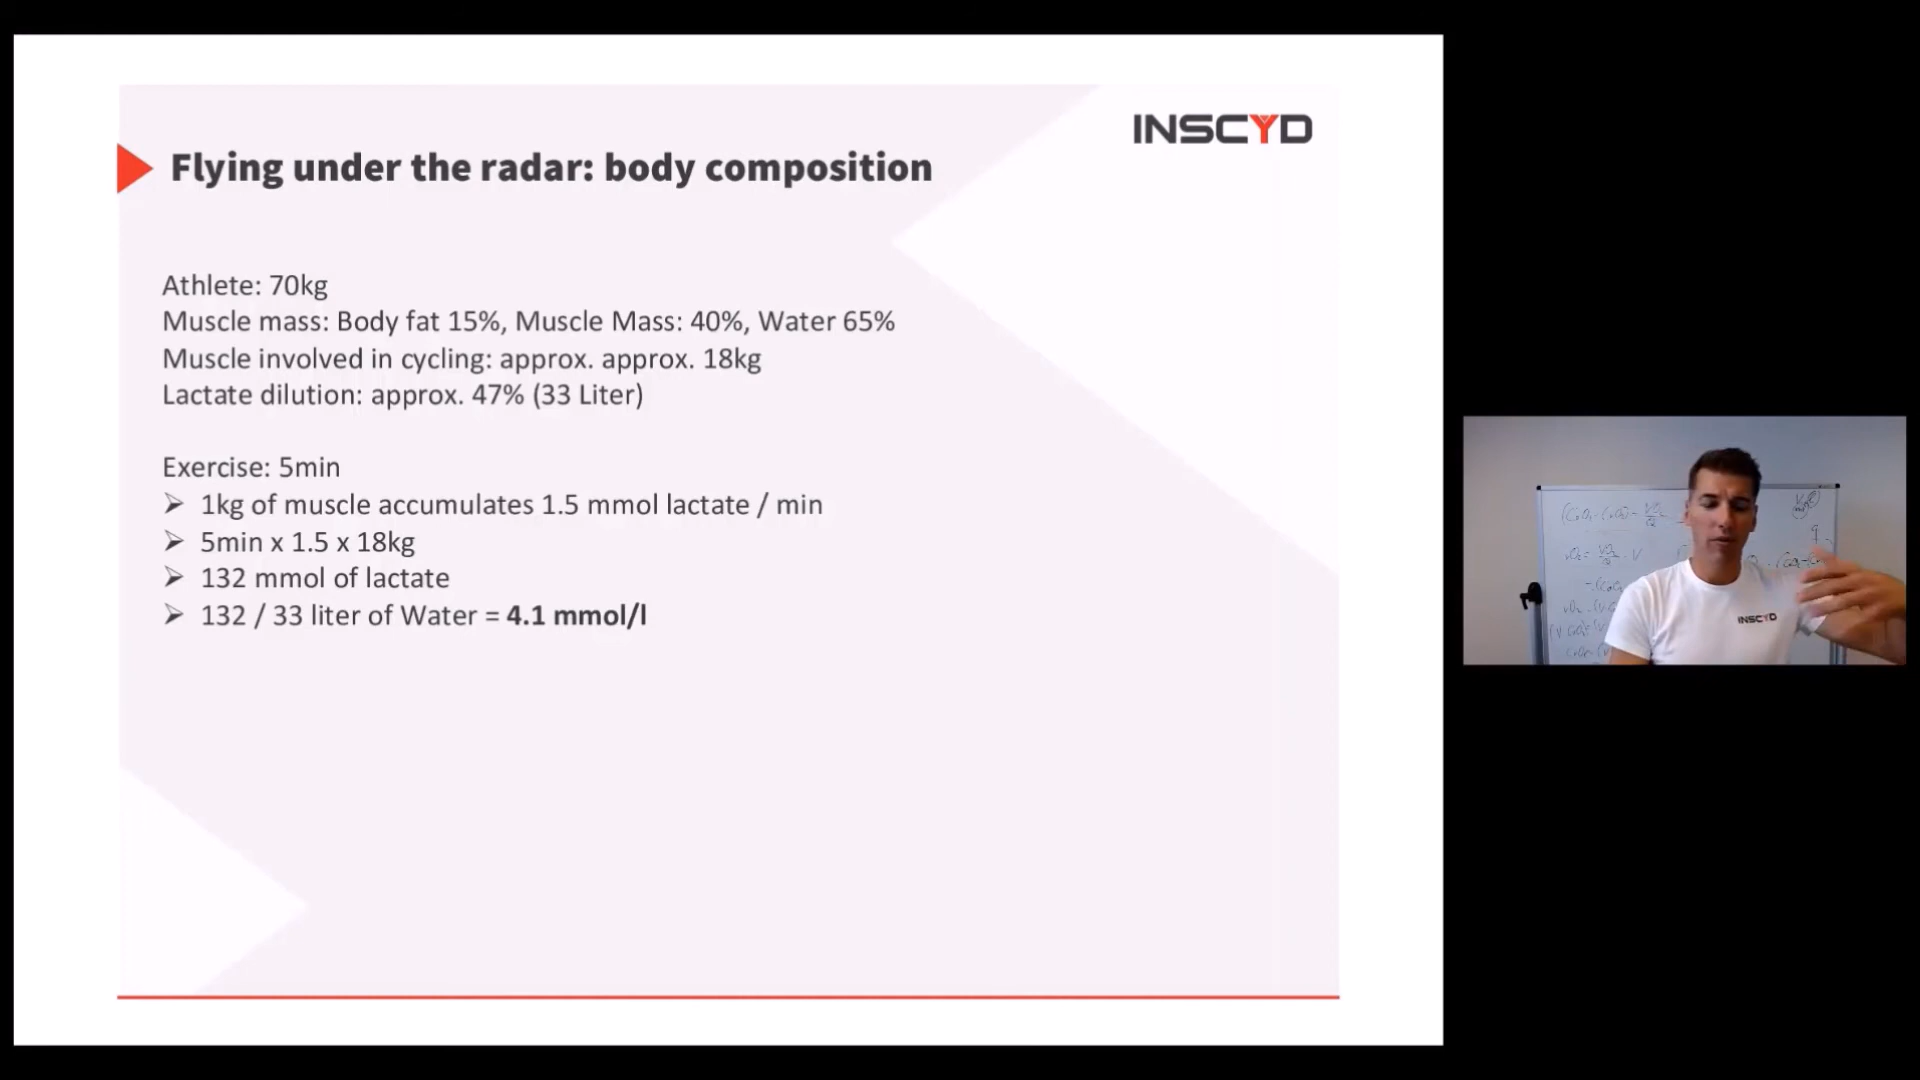 INSCYD
Flying under the radar: body composition
Athlete: 70kg
Muscle mass: Body fat 15%, Muscle Mass: 40%, Water 65%
Muscle involved in cycling: approx. approx. 18kg
Lactate dilution: approx. 47% (33 Liter)
Exercise: 5min
➢ 1kg of muscle accumulates 1.5 mmol lactate / min
➢ 5min x 1.5 x 18kg
➢ 132 mmol of lactate
➢ 132 / 33 liter of Water = 4.1 mmol/l
INSCYD